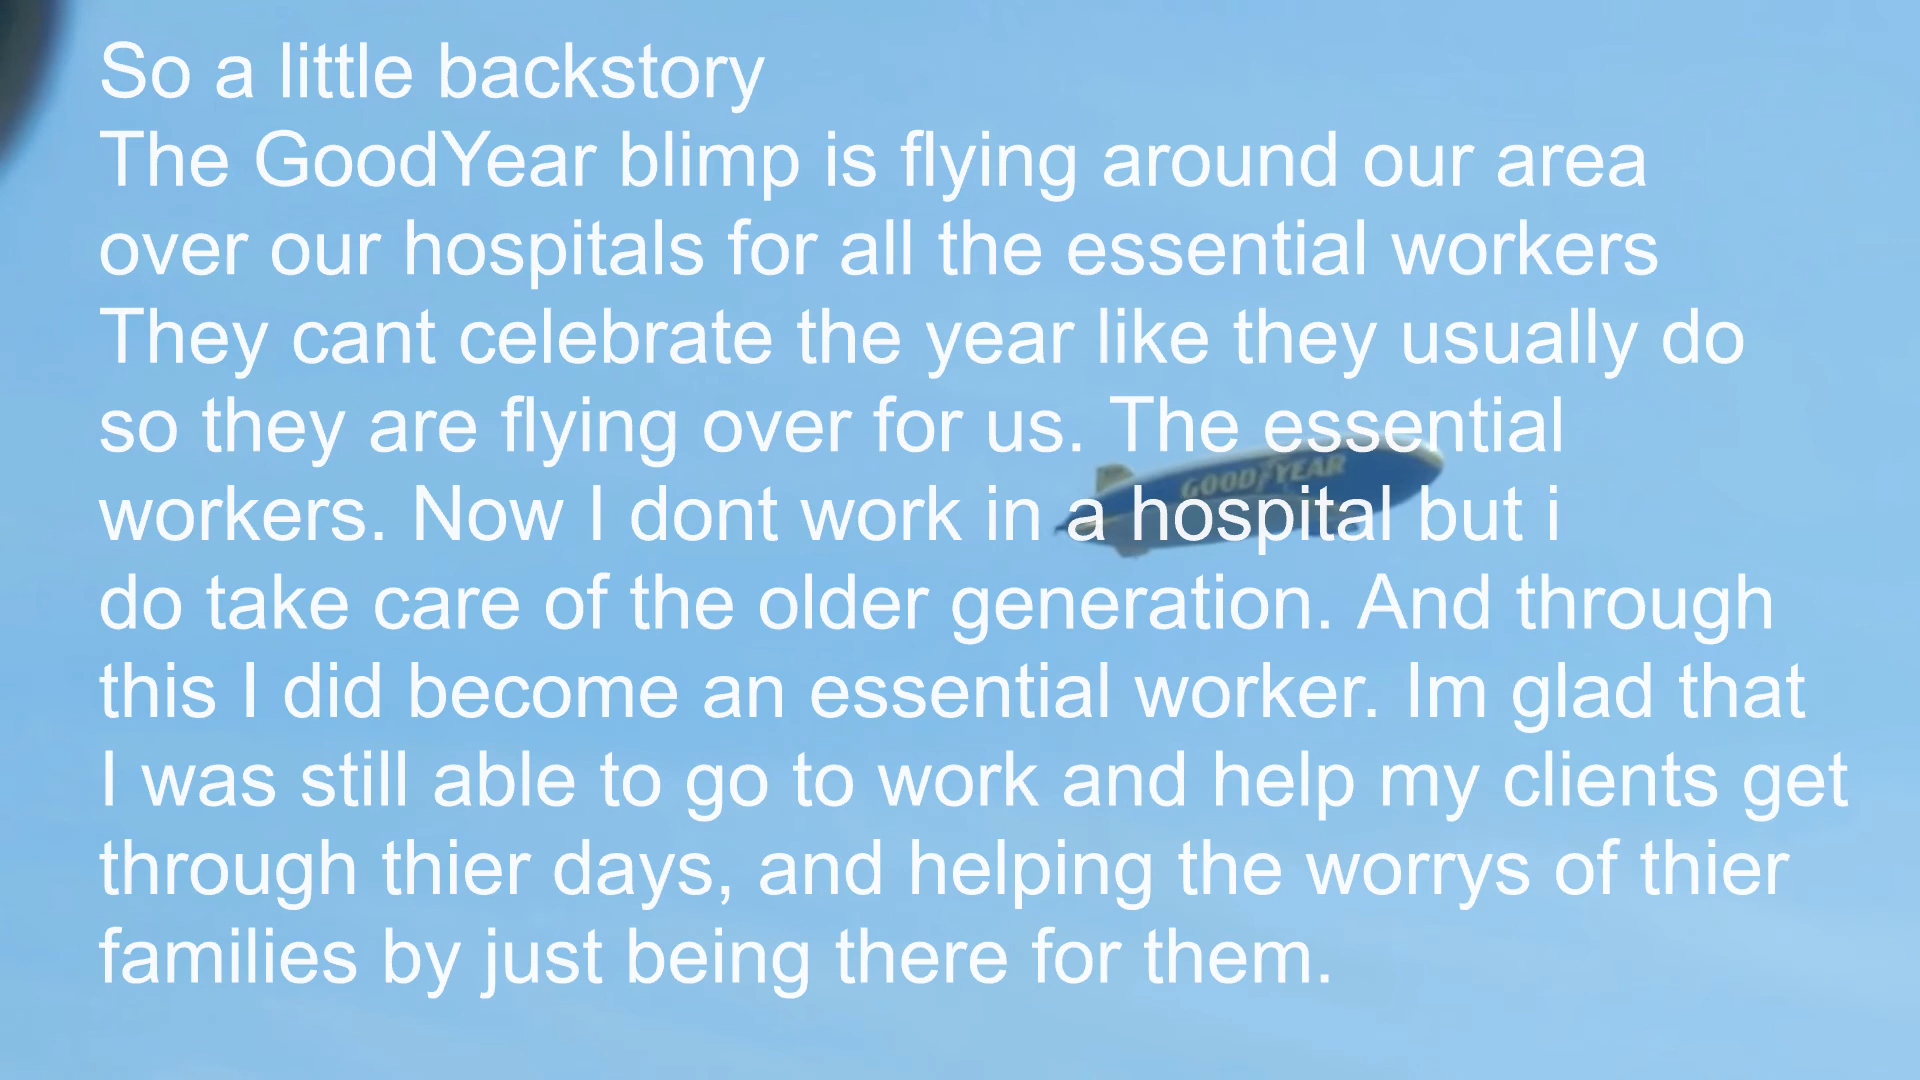 So a little backstory
The GoodYear blimp is flying around our area
over our hospitals for all the essential workers
They cant celebrate the year like they usually do
so they are flying over for us. The essential
workers. Now I dont work in a hospital but i
do take care of the older generation. And through
this I did become an essential worker. Im glad that
I was still able to go to work and help my clients get
through thier days, and helping the worrys of thier
families by just being there for them.
GOODYEAR